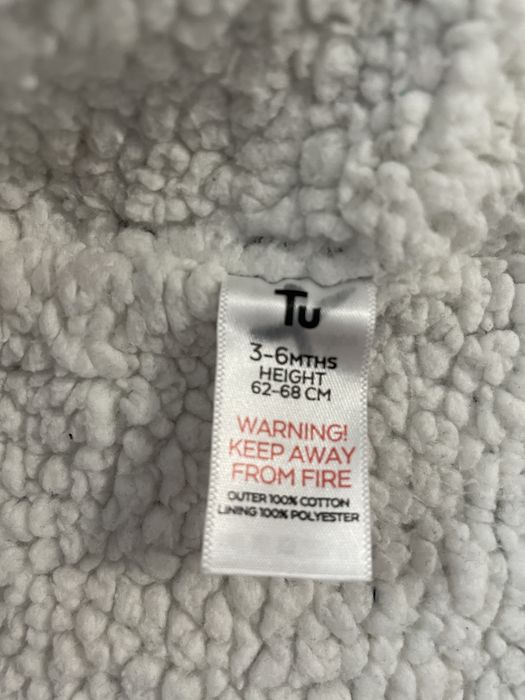 Tu
3-6MTHS
HEIGHT
62-68 CM
WARNING!
KEEP AWAY
FROM FIRE
OUTER 100% COTTON
LINING 100% POLYESTER